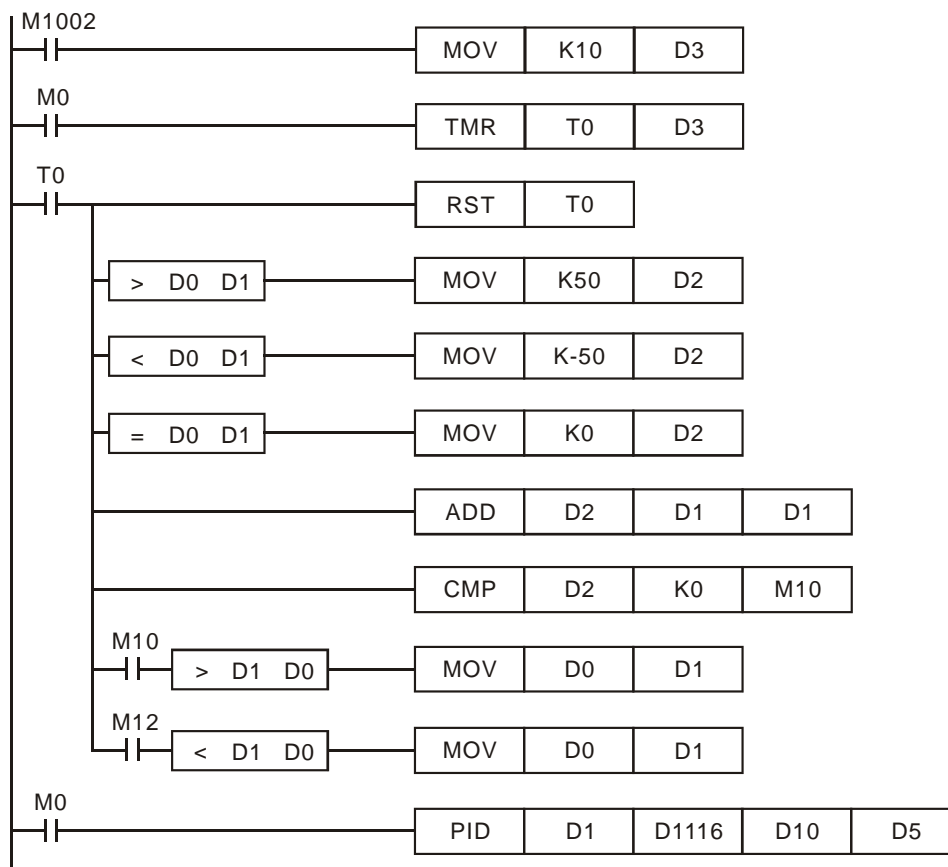 M1002
MOV K10 D3
M0
TMR T0 D3
T0
RST T0
> D0 D1 MOV K50 D2
< D0 D1 MOV K-50 D2
= D0 D1 MOV K0 D2
ADD D2 D1 D1
CMP D2 K0 M10
M10
> D1 D0 MOV D0 D1
M12
< D1 D0 MOV D0 D1
M0
PID D1 D1116 D10 D5